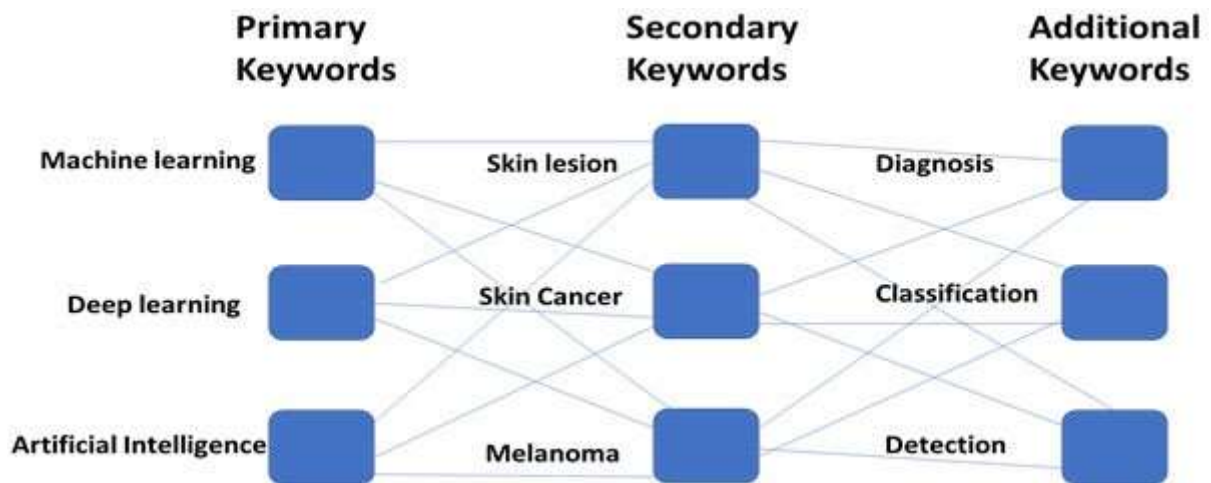 Primary
Keywords
Secondary
Keywords
Additional
Keywords
Machine learning
Skin lesion
Diagnosis
Deep learning
Skin Cancer
Classification
Artificial Intelligence
Melanoma
Detection